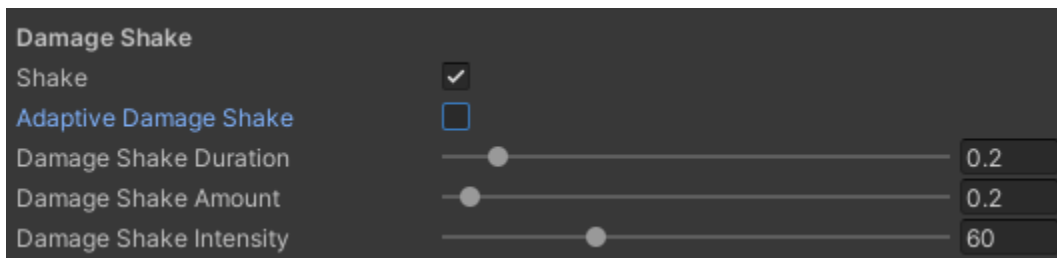 Damage Shake
Shake
Adaptive Damage Shake
Damage Shake Duration 0.2
Damage Shake Amount 0.2
Damage Shake Intensity 60